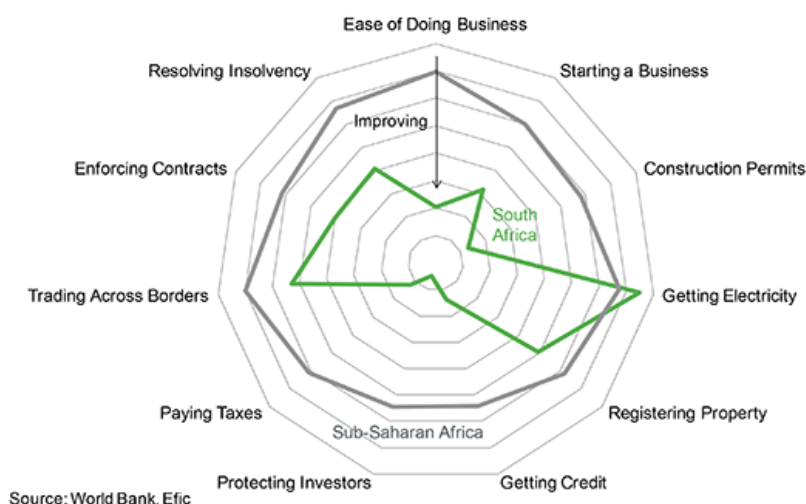 Ease of Doing Business
Resolving Insolvency
Starting a Business
Improving
Enforcing Contracts
Construction Permits
South
Africa
Trading Across Borders
Getting Electricity
Paying Taxes
Registering Property
Sub-Saharan Africa
Protecting Investors
Getting Credit
Source: World Bank, Efic